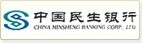 中国民生银行
CHINA MINSHENG BANKING CORP., LTD.